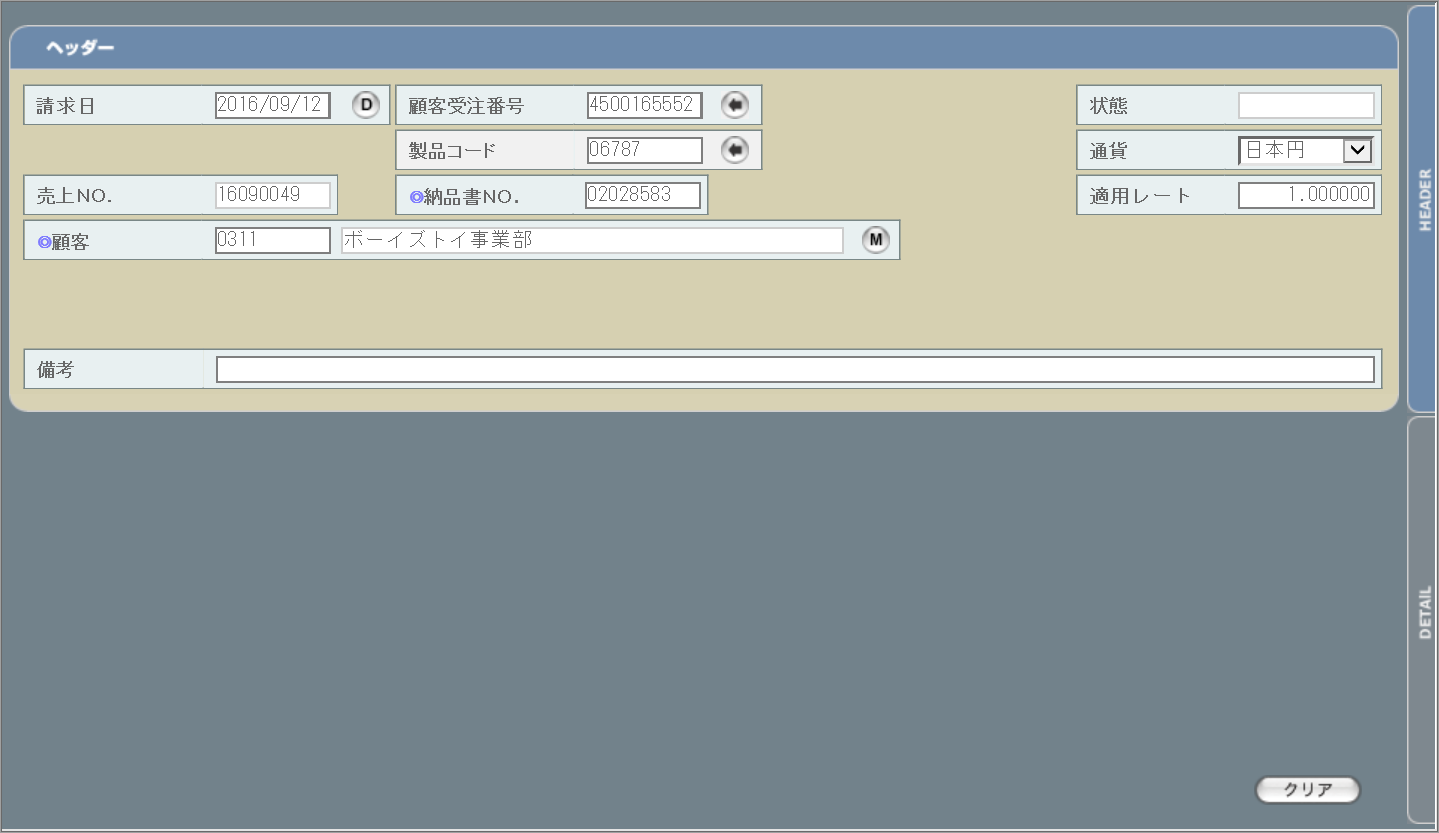 ヘッダー
請求日 2016/09/12 D 顧客受注番号 4500165552 状態
製品コード 06787 通貨 日本円
売上NO. 16090049 ◎納品書NO. 02028583 適用レート 1.000000
◎顧客 0311 ボーイズトイ事業部 M
備考
HEADER
DETAIL
クリア